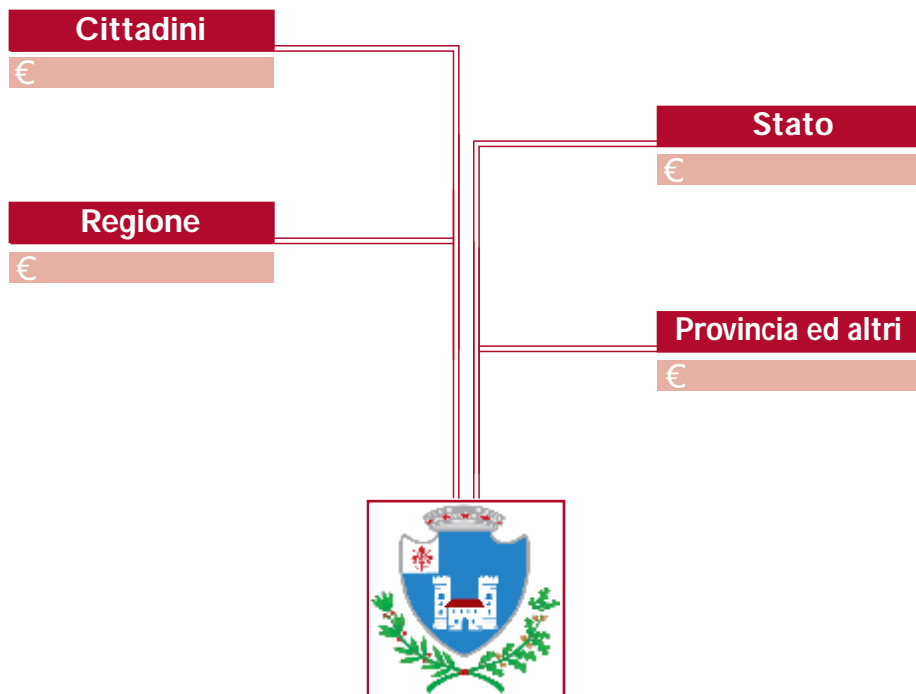 Cittadini
€
Stato
€
Regione
€
Provincia ed altri
€